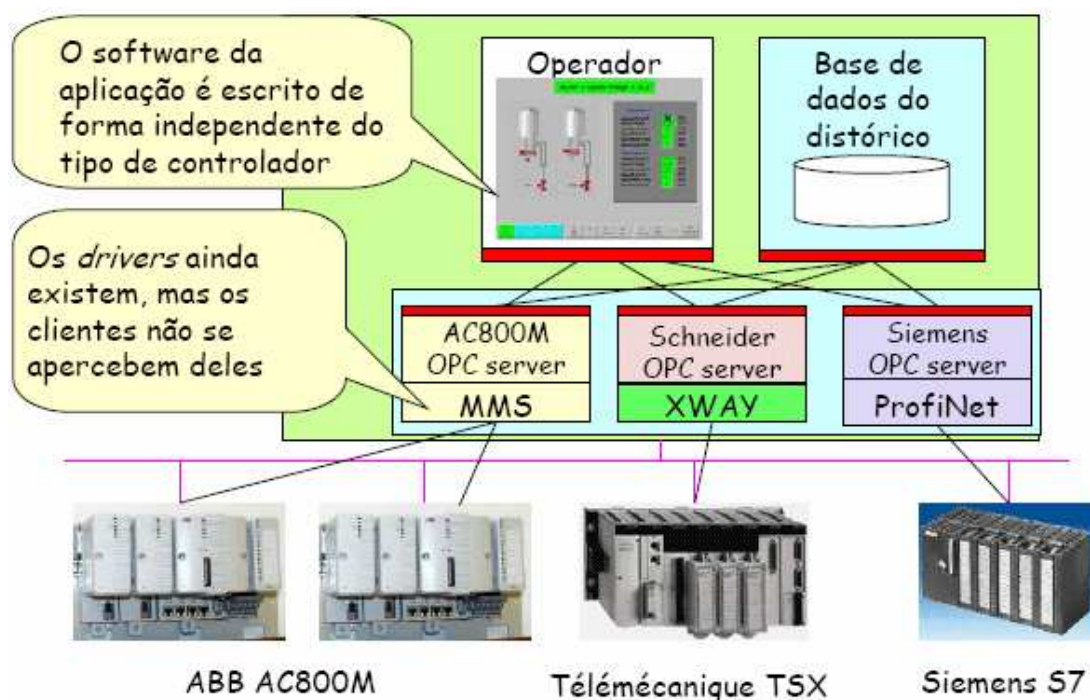 O software da
aplicação é escrito de
forma independente do
tipo de controlador
Operador
Base de
dados do
distórico
Os drivers ainda
existem, mas os
clientes não se
apercebem deles
AC800M
OPC server
MMS
Schneider
OPC server
XWAY
Siemens
OPC server
ProfiNet
ABB AC800M
Télémécanique TSX
Siemens S7